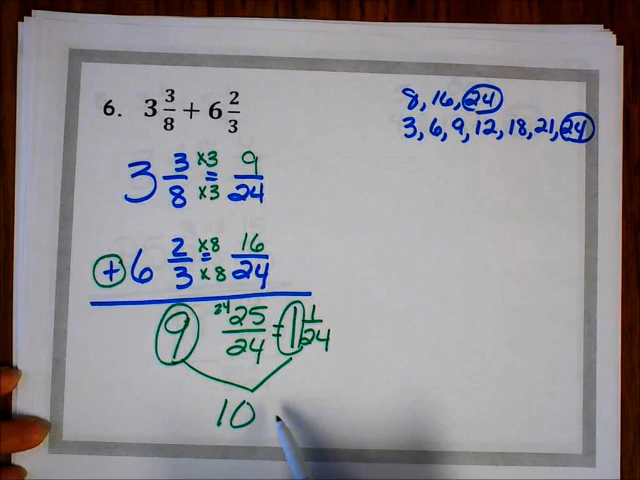 6. 3 3/8 + 6 2/3
8, 16, 24
3, 6, 9, 12, 18, 21, 24
3 3/8 ×3/×3 = 9/24
+ 6 2/3 ×8/×8 = 16/24
9 24 25/24 = 1 1/24
10